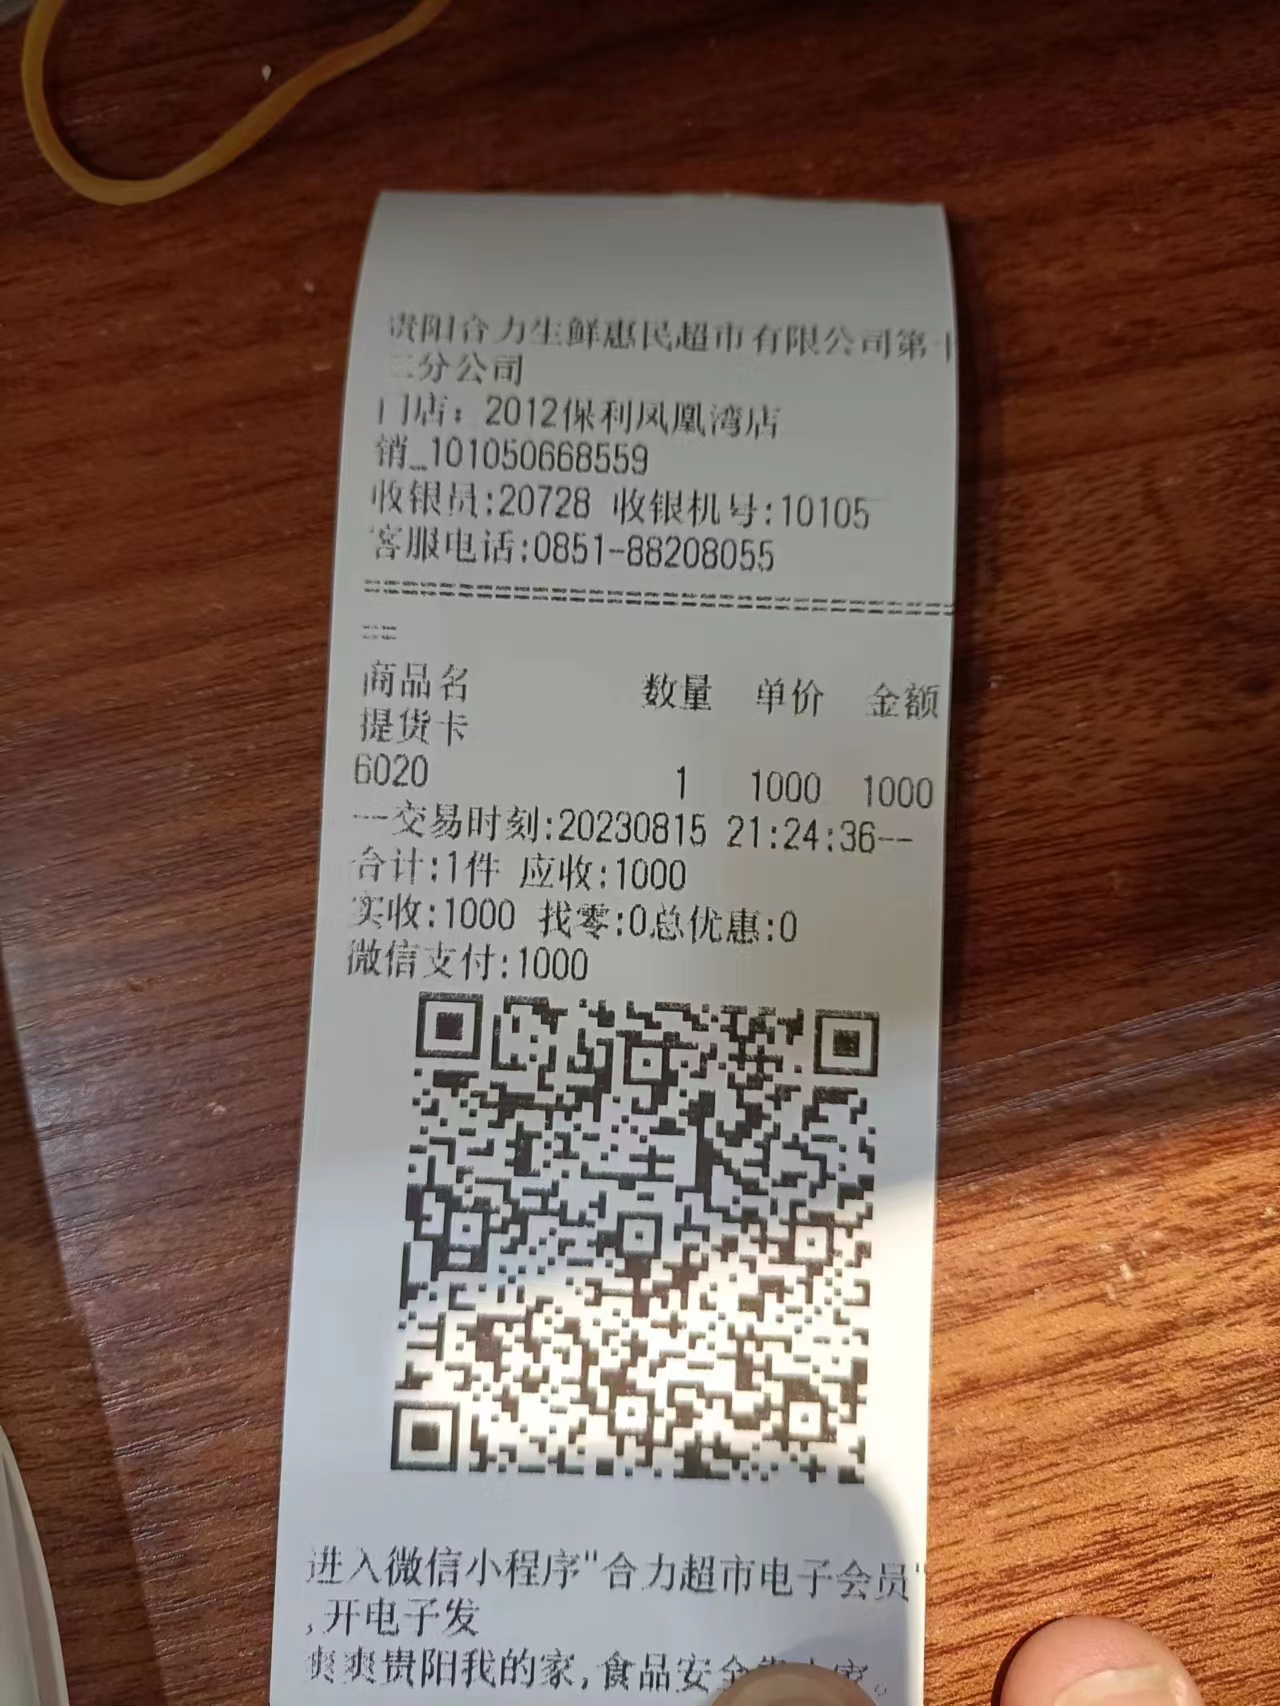 贵阳合力生鲜惠民超市有限公司第十
二分公司
门店：2012保利凤凰湾店
销_101050668559
收银员:20728 收银机号:10105
客服电话:0851-88208055
商品名 数量 单价 金额
提货卡
6020 1 1000 1000
--交易时刻:20230815 21:24:36--
合计:1件 应收:1000
实收:1000 找零:0总优惠:0
微信支付:1000
进入微信小程序"合力超市电子会员"
,开电子发
爽爽贵阳我的家,食品安全靠大家。